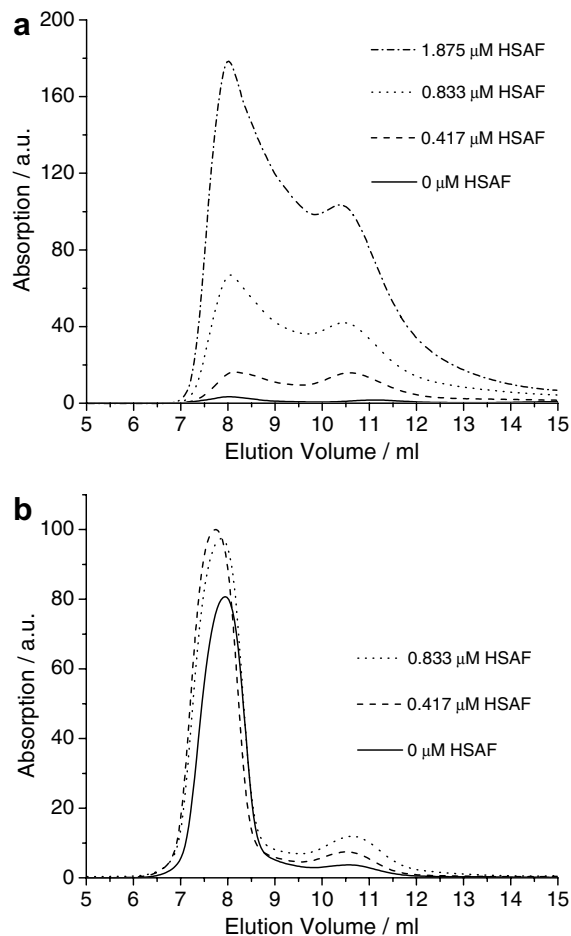 a
200
160
120
80
40
0
Absorption / a.u.
1.875 μM HSAF
0.833 μM HSAF
0.417 μM HSAF
0 μM HSAF
5 6 7 8 9 10 11 12 13 14 15
Elution Volume / ml
b
100
80
60
40
20
0
Absorption / a.u.
0.833 μM HSAF
0.417 μM HSAF
0 μM HSAF
5 6 7 8 9 10 11 12 13 14 15
Elution Volume / ml